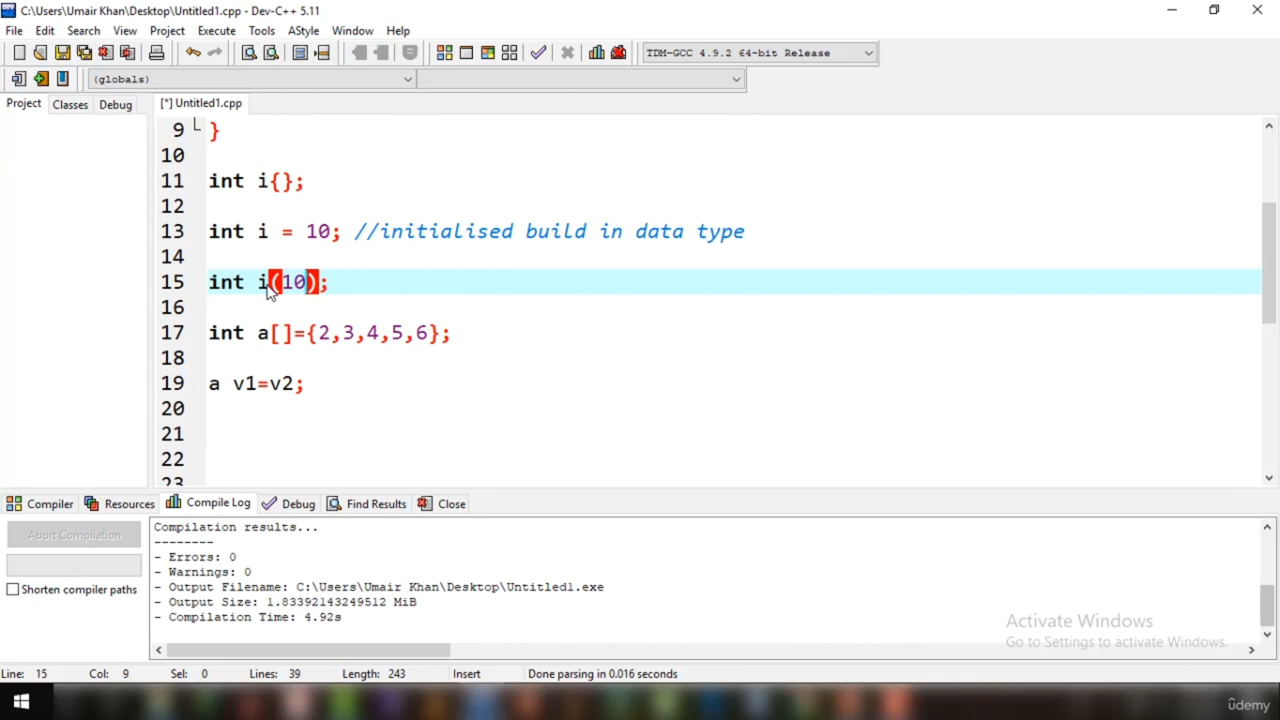 C:\Users\Umair Khan\Desktop\Untitled1.cpp - Dev-C++ 5.11
File Edit Search View Project Execute Tools AStyle Window Help
TDM-GCC 4.9.2 64-bit Release
(globals)
Project Classes Debug [*] Untitled1.cpp
9 }
10
11 int i{};
12
13 int i = 10; //initialised build in data type
14
15 int i(10);
16
17 int a[]={2,3,4,5,6};
18
19 a v1=v2;
20
21
22
23
Compiler Resources Compile Log Debug Find Results Close
Abort Compilation
Shorten compiler paths
Compilation results...
--------
- Errors: 0
- Warnings: 0
- Output Filename: C:\Users\Umair Khan\Desktop\Untitled1.exe
- Output Size: 1.83392143249512 MiB
- Compilation Time: 4.92s
Activate Windows
Go to Settings to activate Windows.
Line: 15 Col: 9 Sel: 0 Lines: 39 Length: 243 Insert Done parsing in 0.016 seconds
ûdemy